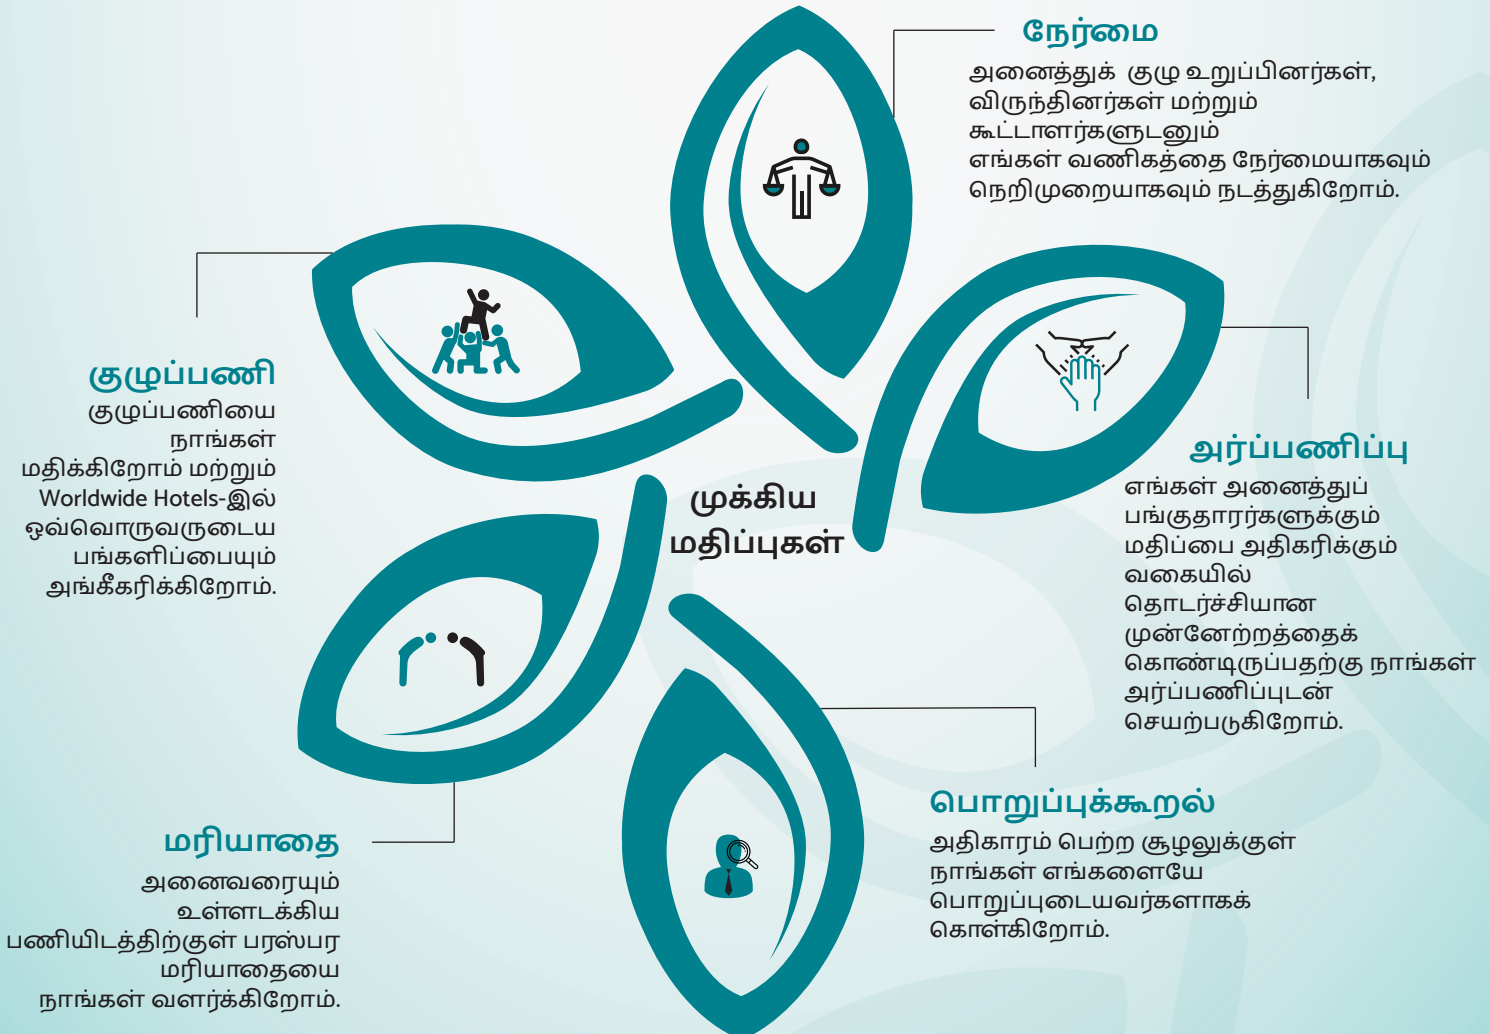 நேர்மை
அனைத்துக் குழு உறுப்பினர்கள்,
விருந்தினர்கள் மற்றும்
கூட்டாளர்களுடனும்
எங்கள் வணிகத்தை நேர்மையாகவும்
நெறிமுறையாகவும் நடத்துகிறோம்.
குழுப்பணி
குழுப்பணியை
நாங்கள்
மதிக்கிறோம் மற்றும்
Worldwide Hotels-இல்
ஒவ்வொருவருடைய
பங்களிப்பையும்
அங்கீகரிக்கிறோம்.
முக்கிய
மதிப்புகள்
அர்ப்பணிப்பு
எங்கள் அனைத்துப்
பங்குதாரர்களுக்கும்
மதிப்பை அதிகரிக்கும்
வகையில்
தொடர்ச்சியான
முன்னேற்றத்தைக்
கொண்டிருப்பதற்கு நாங்கள்
அர்ப்பணிப்புடன்
செயற்படுகிறோம்.
மரியாதை
அனைவரையும்
உள்ளடக்கிய
பணியிடத்திற்குள் பரஸ்பர
மரியாதையை
நாங்கள் வளர்க்கிறோம்.
பொறுப்புக்கூறல்
அதிகாரம் பெற்ற சூழலுக்குள்
நாங்கள் எங்களையே
பொறுப்புடையவர்களாகக்
கொள்கிறோம்.